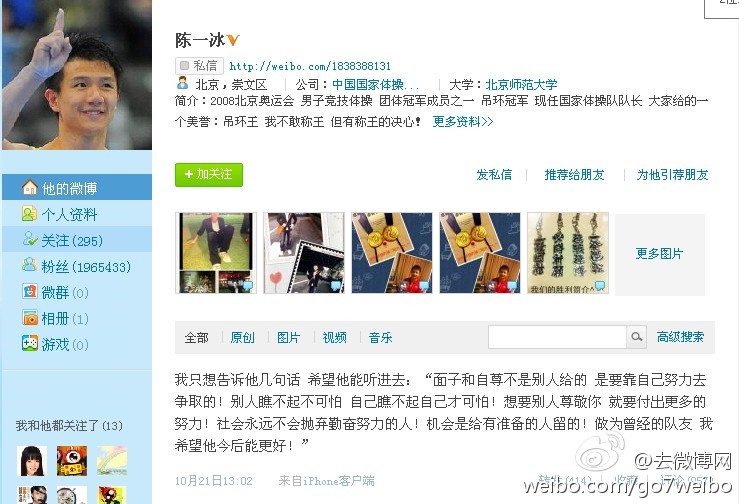 陈一冰
私信 http://weibo.com/1838388131
北京，崇文区 公司：中国国家体操... 大学：北京师范大学
简介：2008北京奥运会 男子竞技体操 团体冠军成员之一 吊环冠军 现任国家体操队队长 大家给的一
个美誉：吊环王 我不敢称王 但有称王的决心！ 更多资料>>
+加关注 发私信 推荐给朋友 为他引荐朋友
他的微博
个人资料
关注(295)
粉丝(1965433)
微群(0)
相册(1)
游戏(0)
我们的胜利简介^^
更多图片
全部 原创 图片 视频 音乐 高级搜索
我只想告诉他几句话 希望他能听进去：“面子和自尊不是别人给的 是要靠自己努力去
争取的！别人瞧不起不可怕 自己瞧不起自己才可怕！想要别人尊敬你 就要付出更多的
努力！社会永远不会抛弃勤奋努力的人！机会是给有准备的人留的！做为曾经的队友 我
希望他今后能更好！”
10月21日13:02 来自iPhone客户端 转发(414) 收藏
我和他都关注了(13)
@去微博网
weibo.com/go7weibo